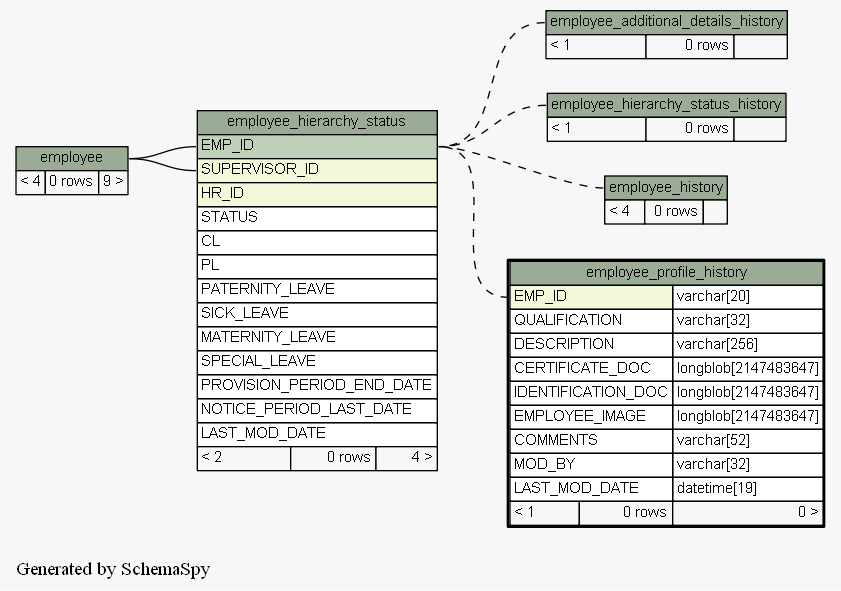 employee_additional_details_history
< 1 0 rows
employee_hierarchy_status_history
< 1 0 rows
employee_history
< 4 0 rows
employee
< 4 0 rows 9 >
employee_hierarchy_status
EMP_ID
SUPERVISOR_ID
HR_ID
STATUS
CL
PL
PATERNITY_LEAVE
SICK_LEAVE
MATERNITY_LEAVE
SPECIAL_LEAVE
PROVISION_PERIOD_END_DATE
NOTICE_PERIOD_LAST_DATE
LAST_MOD_DATE
< 2 0 rows 4 >
employee_profile_history
EMP_ID varchar[20]
QUALIFICATION varchar[32]
DESCRIPTION varchar[256]
CERTIFICATE_DOC longblob[2147483647]
IDENTIFICATION_DOC longblob[2147483647]
EMPLOYEE_IMAGE longblob[2147483647]
COMMENTS varchar[52]
MOD_BY varchar[32]
LAST_MOD_DATE datetime[19]
< 1 0 rows 0 >
Generated by SchemaSpy